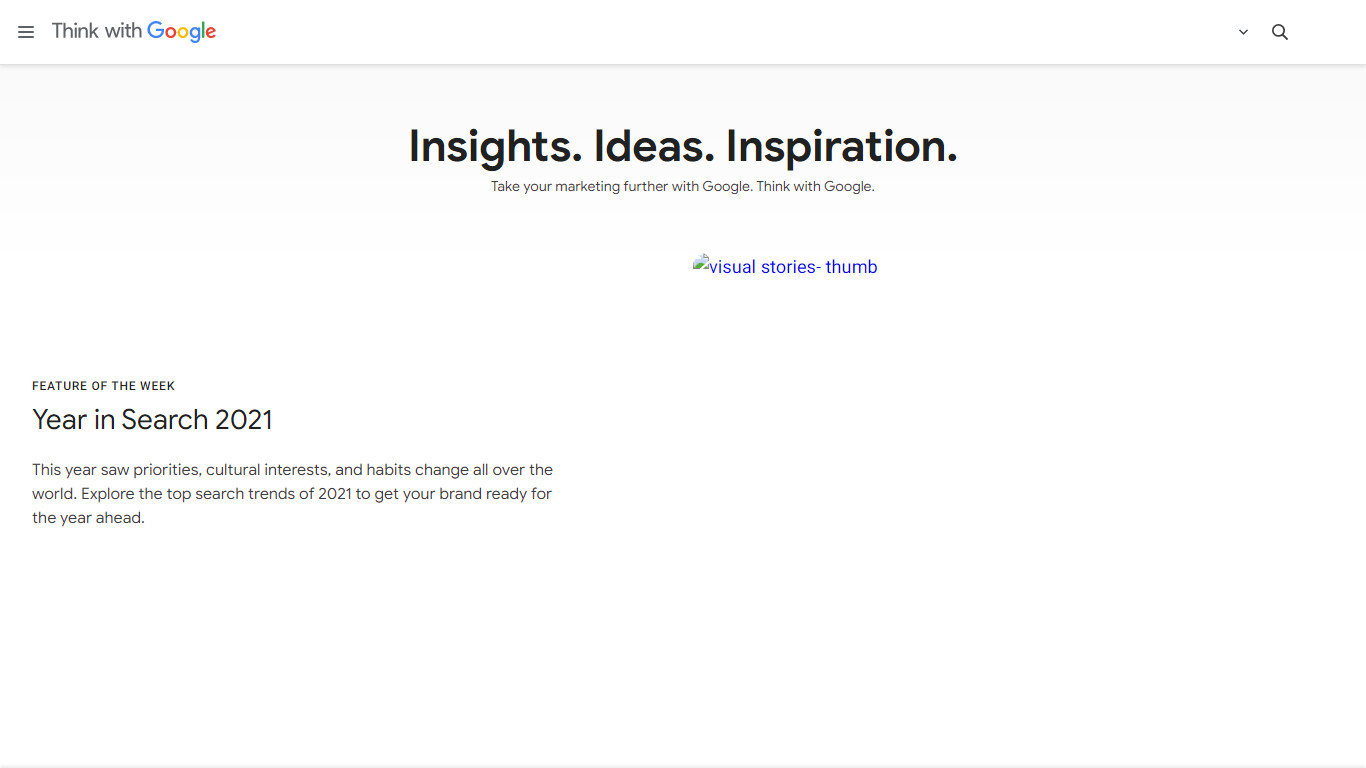 Think with Google
Insights. Ideas. Inspiration.
Take your marketing further with Google. Think with Google.
visual stories- thumb
FEATURE OF THE WEEK
Year in Search 2021
This year saw priorities, cultural interests, and habits change all over the
world. Explore the top search trends of 2021 to get your brand ready for
the year ahead.